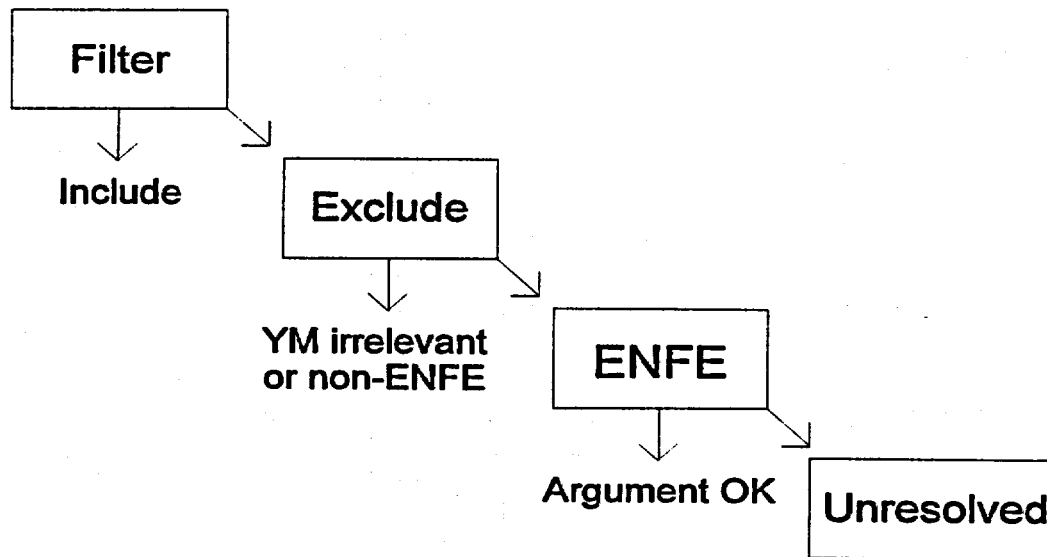 Filter
Include
Exclude
YM irrelevant
or non-ENFE
ENFE
Argument OK
Unresolved